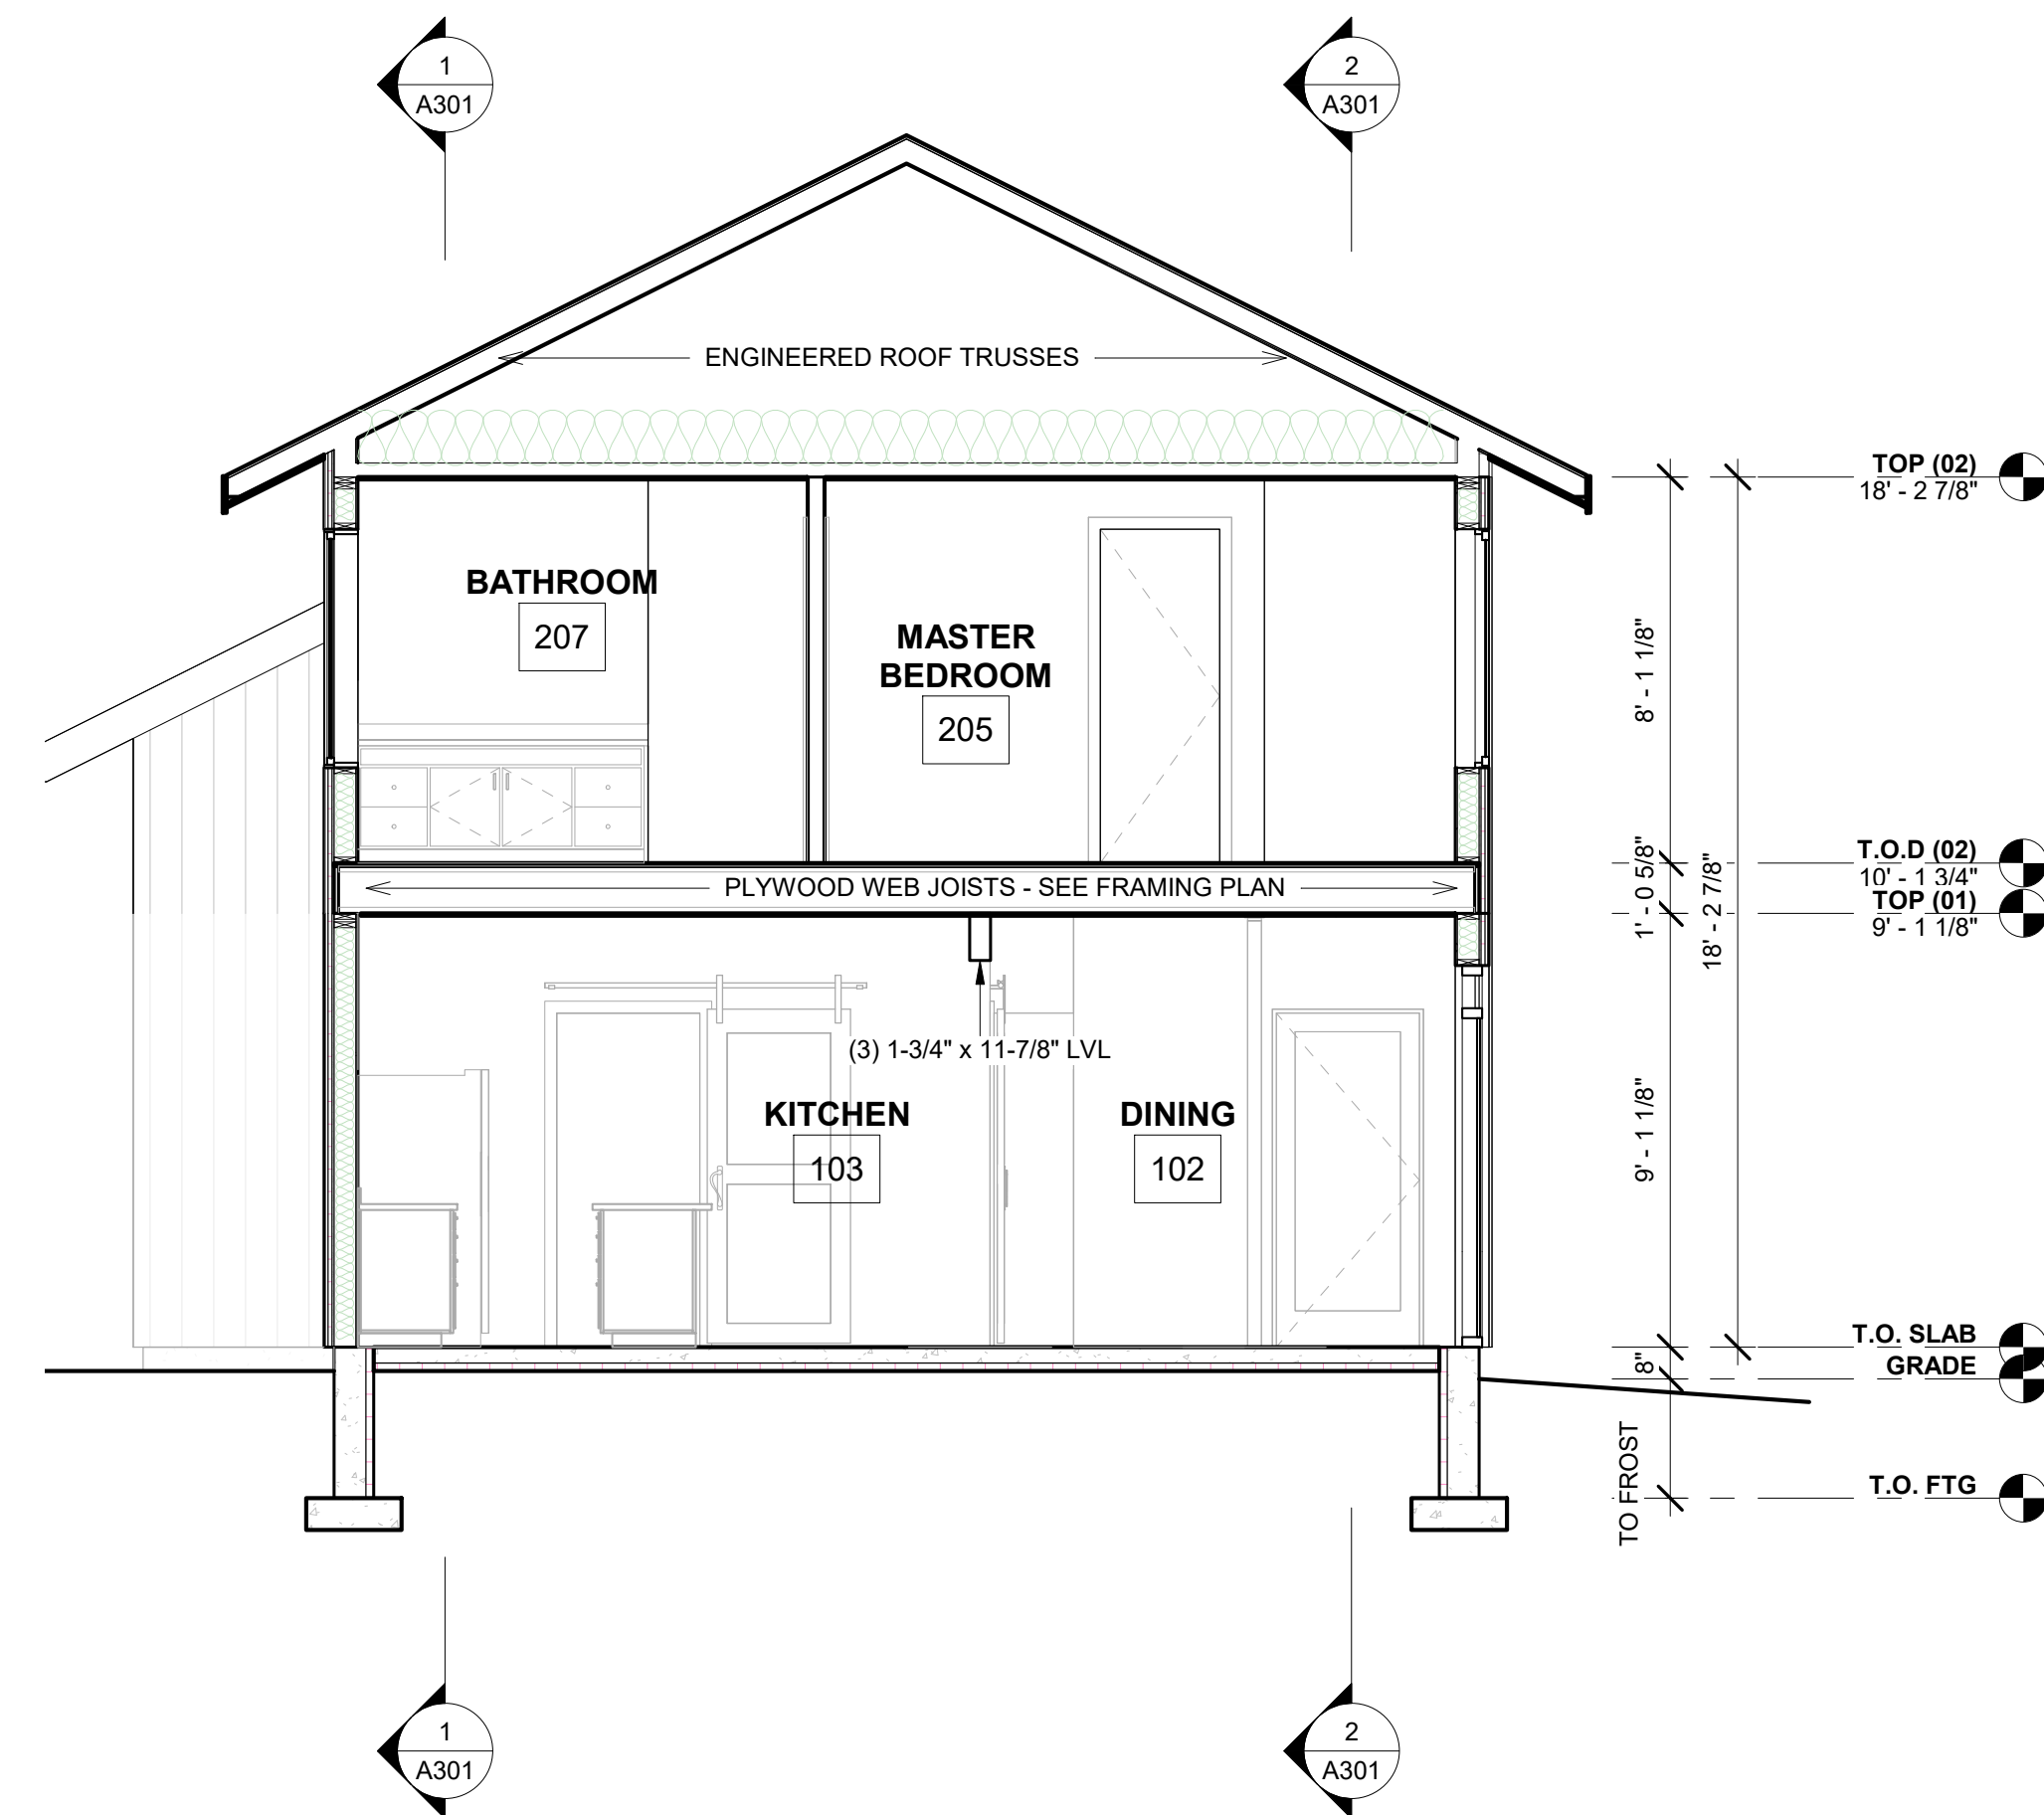 1
A301
2
A301
ENGINEERED ROOF TRUSSES
TOP (02)
18' - 2 7/8"
BATHROOM
207
MASTER
BEDROOM
205
8' - 1 1/8"
T.O.D (02)
10' - 1 3/4"
PLYWOOD WEB JOISTS - SEE FRAMING PLAN
1' - 0 5/8"
18' - 2 7/8"
TOP (01)
9' - 1 1/8"
(3) 1-3/4" x 11-7/8" LVL
KITCHEN
103
DINING
102
9' - 1 1/8"
T.O. SLAB
8"
GRADE
TO FROST
T.O. FTG
1
A301
2
A301